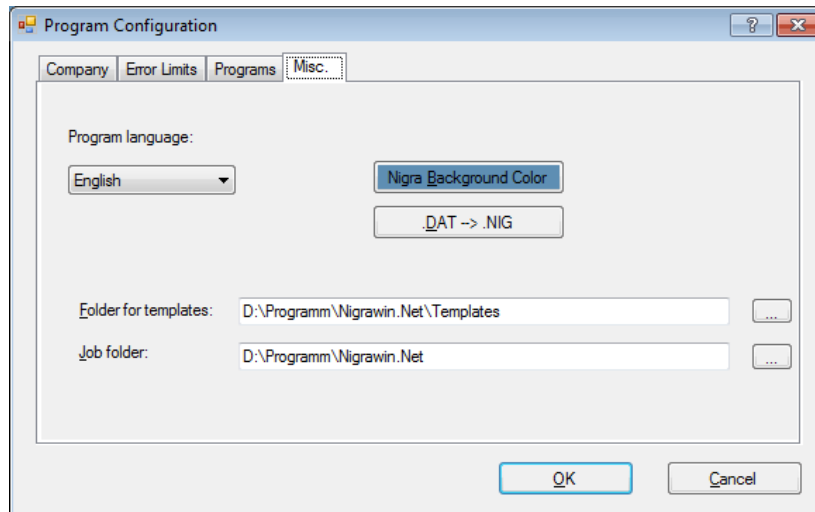 Program Configuration
?
Company Error Limits Programs Misc.
Program language:
English
Nigra Background Color
.DAT --> .NIG
Folder for templates: D:\Programm\Nigrawin.Net\Templates ...
Job folder: D:\Programm\Nigrawin.Net ...
OK Cancel